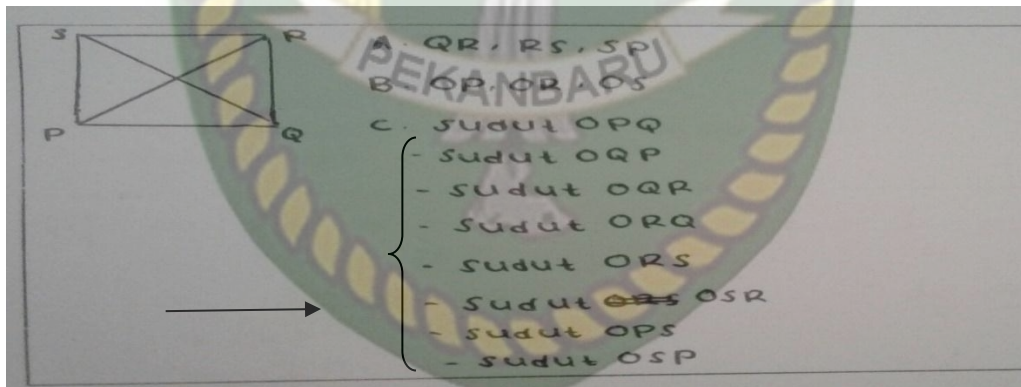 S R
P Q
A. QR, RS, SP
B OP, OR, OS
C. sudut OPQ
- sudut OQP
- sudut OQR
- sudut ORQ
- sudut ORS
- sudut OSR
- sudut OPS
- sudut OSP
PEKANBARU